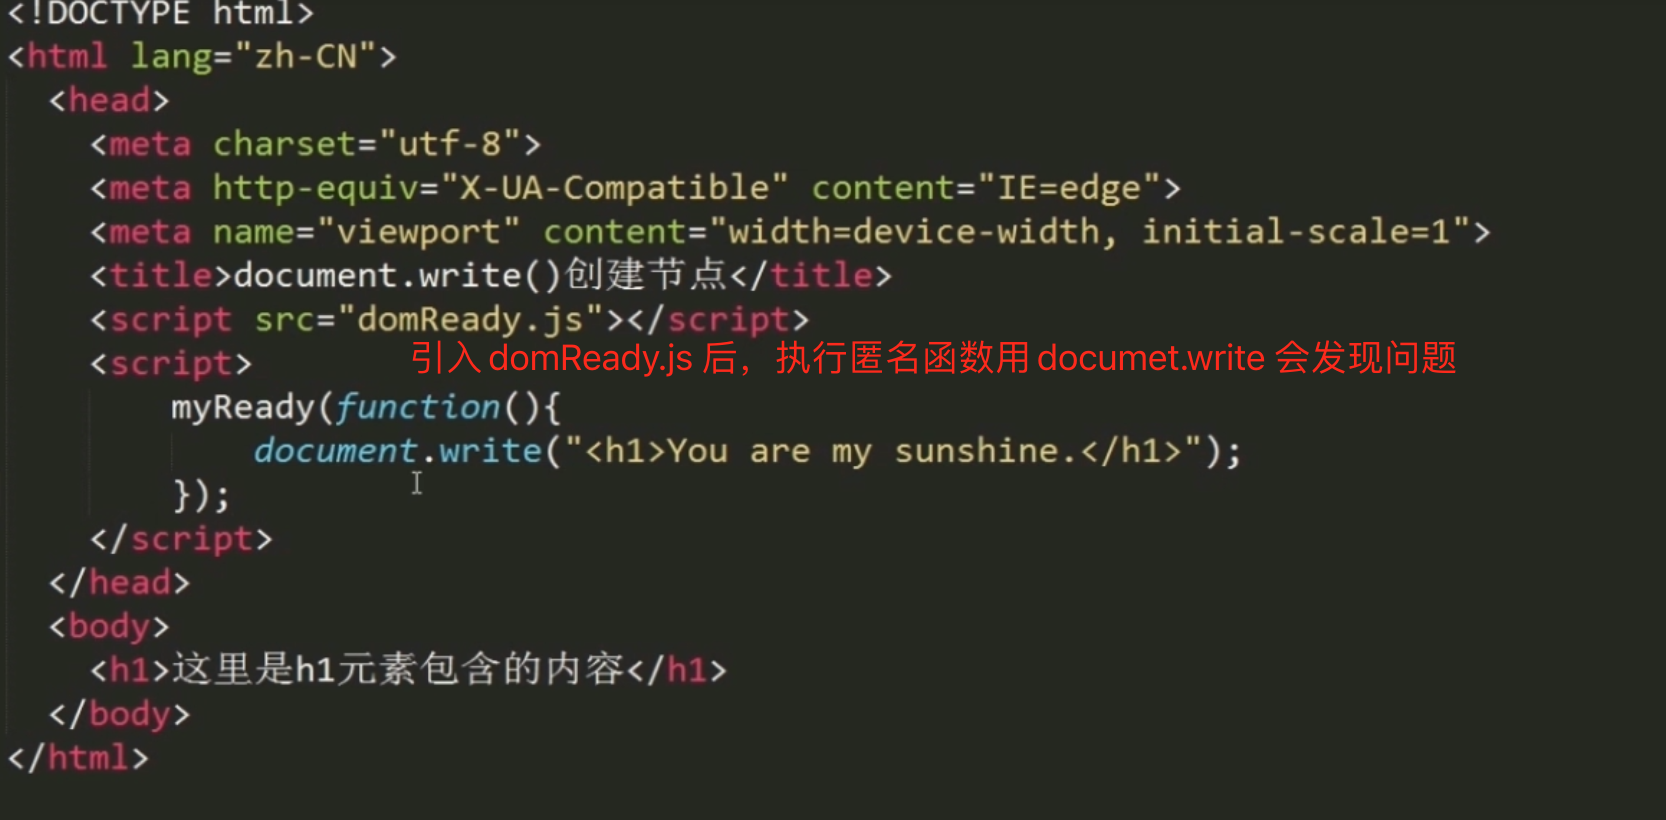 <!DOCTYPE html>
<html lang="zh-CN">
<head>
<meta charset="utf-8">
<meta http-equiv="X-UA-Compatible" content="IE=edge">
<meta name="viewport" content="width=device-width, initial-scale=1">
<title>document.write()创建节点</title>
<script src="domReady.js"></script>
<script>
引入 domReady.js 后，执行匿名函数用 documet.write 会发现问题
myReady(function(){
document.write("<h1>You are my sunshine.</h1>");
});
</script>
</head>
<body>
<h1>这里是h1元素包含的内容</h1>
</body>
</html>